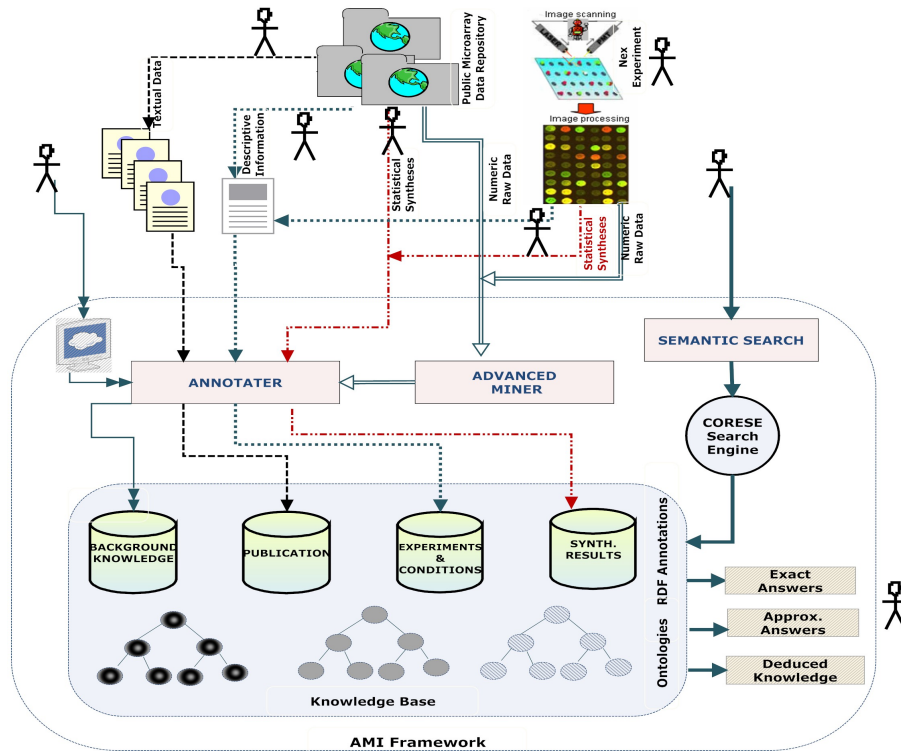 Image scanning
Public Microarray
Data Repository
Nex
Experiment
Textual Data
Image processing
Descriptive
Information
Statistical
Syntheses
Numeric
Raw Data
Statistical
Syntheses
Numeric
Raw Data
SEMANTIC SEARCH
ANNOTATER
ADVANCED
MINER
CORESE
Search
Engine
BACKGROUND
KNOWLEDGE
PUBLICATION
EXPERIMENTS
&
CONDITIONS
SYNTH.
RESULTS
RDF Annotations
Ontologies
Exact
Answers
Approx.
Answers
Deduced
Knowledge
Knowledge Base
AMI Framework